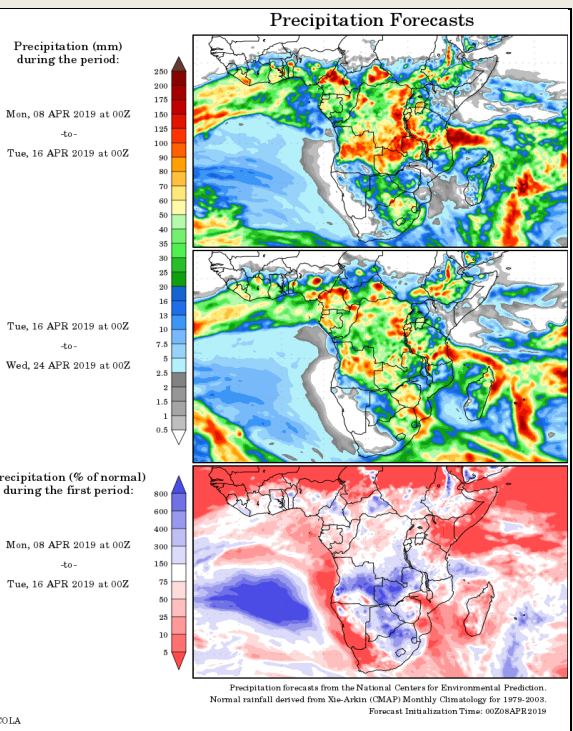 Precipitation Forecasts
Precipitation (mm)
during the period:
Mon, 08 APR 2019 at 00Z
-to-
Tue, 16 APR 2019 at 00Z
250
200
175
150
125
100
90
80
70
60
50
40
35
30
25
20
16
13
10
7.5
5
2.5
2
1.5
1
0.5
Tue, 16 APR 2019 at 00Z
-to-
Wed, 24 APR 2019 at 00Z
recipitation (% of normal)
during the first period:
Mon, 08 APR 2019 at 00Z
-to-
Tue, 16 APR 2019 at 00Z
800
600
400
300
150
75
50
25
10
5
Precipitation forecasts from the National Centers for Environmental Prediction.
Normal rainfall derived from Xie-Arkin (CMAP) Monthly Climatology for 1979-2003.
Forecast Initialization Time: 00Z08APR2019
COLA